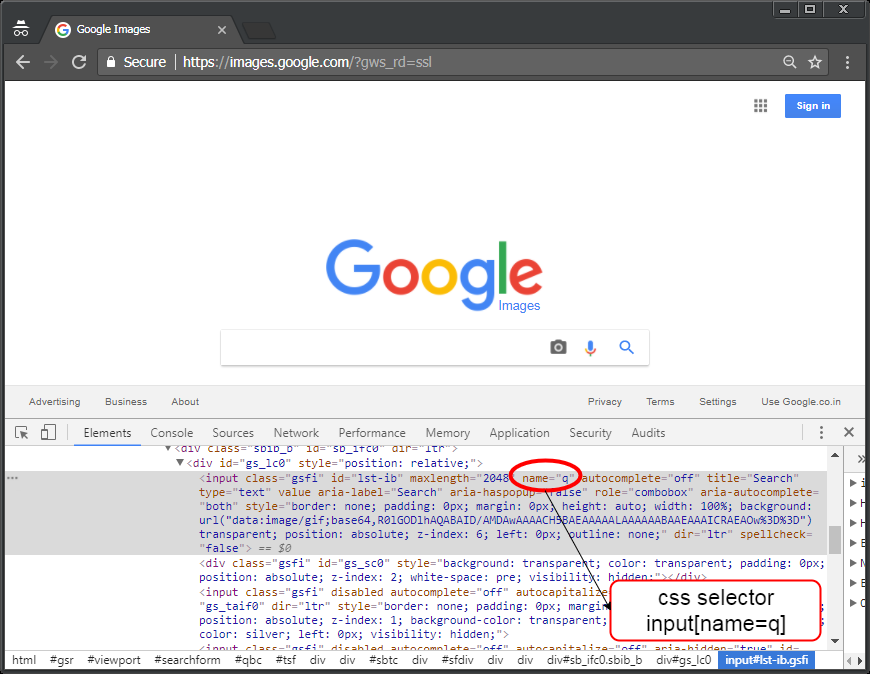 Google Images
Secure https://images.google.com/?gws_rd=ssl
Sign in
Google
Images
Advertising Business About Privacy Terms Settings Use Google.co.in
Elements Console Sources Network Performance Memory Application Security Audits
<div class="sbib_b" id="sb_ifc0" dir="ltr">
▼<div id="gs_lc0" style="position: relative;">
<input class="gsfi" id="lst-ib" maxlength="2048" name="q" autocomplete="off" title="Search"
type="text" value aria-label="Search" aria-haspopup="false" role="combobox" aria-autocomplete=
"both" style="border: none; padding: 0px; margin: 0px; height: auto; width: 100%; background:
url("data:image/gif;base64,R0lGODlhAQABAID/AMDAwAAAACH5BAEAAAAALAAAAAABAAEAAAICRAEAOw%3D%3D")
transparent; position: absolute; z-index: 6; left: 0px; outline: none;" dir="ltr" spellcheck=
"false"> == $0
<div class="gsfi" id="gs_sc0" style="background: transparent; color: transparent; padding: 0px;
position: absolute; z-index: 2; white-space: pre; visibility: hidden;"></div>
<input class="gsfi" disabled autocomplete="off" autocapitalize=
"gs_taif0" dir="ltr" style="border: none; padding: 0px; margin
position: absolute; z-index: 1; background-color: transparent;
color: silver; left: 0px; visibility: hidden;">
<input class="gsfi" disabled autocomplete="off" autocapitalize="off" aria-hidden="true" id=
css selector
input[name=q]
html #gsr #viewport #searchform #qbc #tsf div div #sbtc div #sfdiv div div div#sb_ifc0.sbib_b div#gs_lc0 input#lst-ib.gsfi